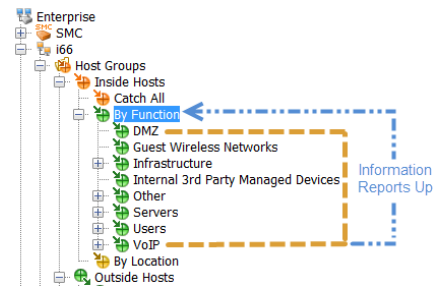 Enterprise
SMC SMC
i66
Host Groups
Inside Hosts
Catch All
By Function
DMZ
Guest Wireless Networks
Infrastructure
Internal 3rd Party Managed Devices
Other
Servers
Users
VoIP
By Location
Outside Hosts
Information
Reports Up